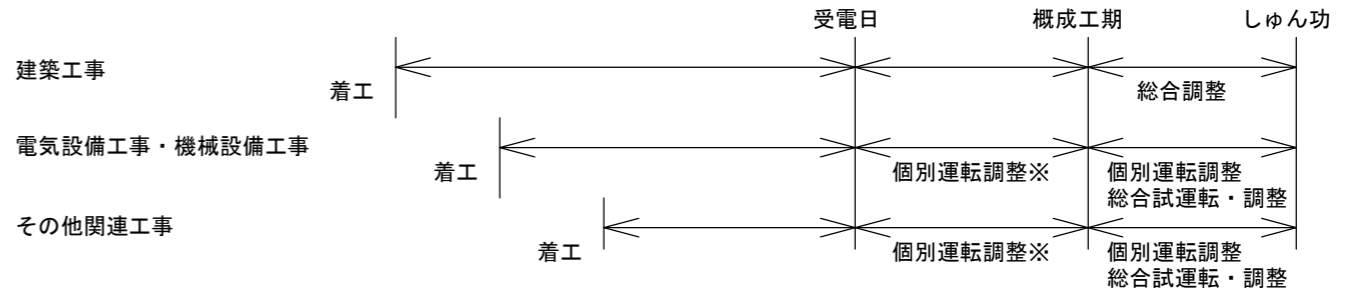 受電日 概成工期 しゅん功
建築工事
着工 総合調整
電気設備工事・機械設備工事
着工 個別運転調整※ 個別運転調整
総合試運転・調整
その他関連工事
着工 個別運転調整※ 個別運転調整
総合試運転・調整